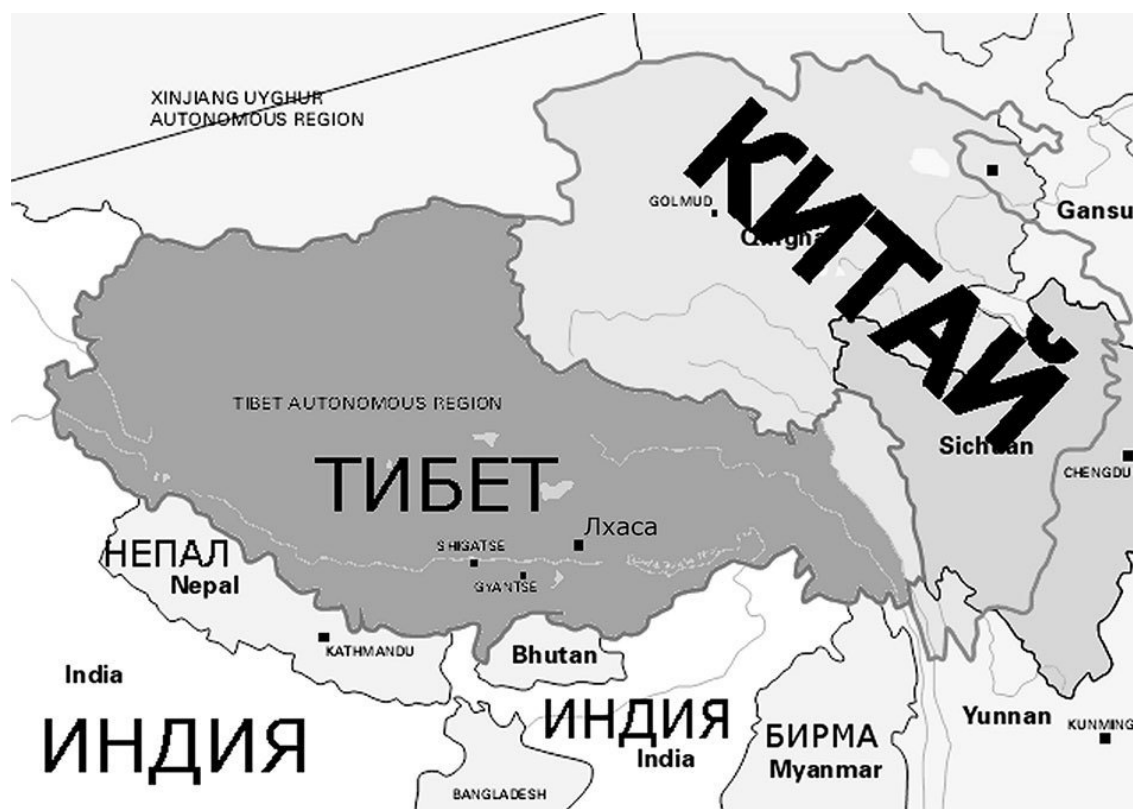 XINJIANG UYGHUR
AUTONOMOUS REGION
КИТАЙ
GOLMUD
Gansu
TIBET AUTONOMOUS REGION
ТИБЕТ
Sichuan
CHENGDU
Лхаса
SHIGATSE
GYANTSE
НЕПАЛ
Nepal
KATHMANDU
Bhutan
India
ИНДИЯ
ИНДИЯ
India
БИРМА
Myanmar
Yunnan
KUNMING
BANGLADESH